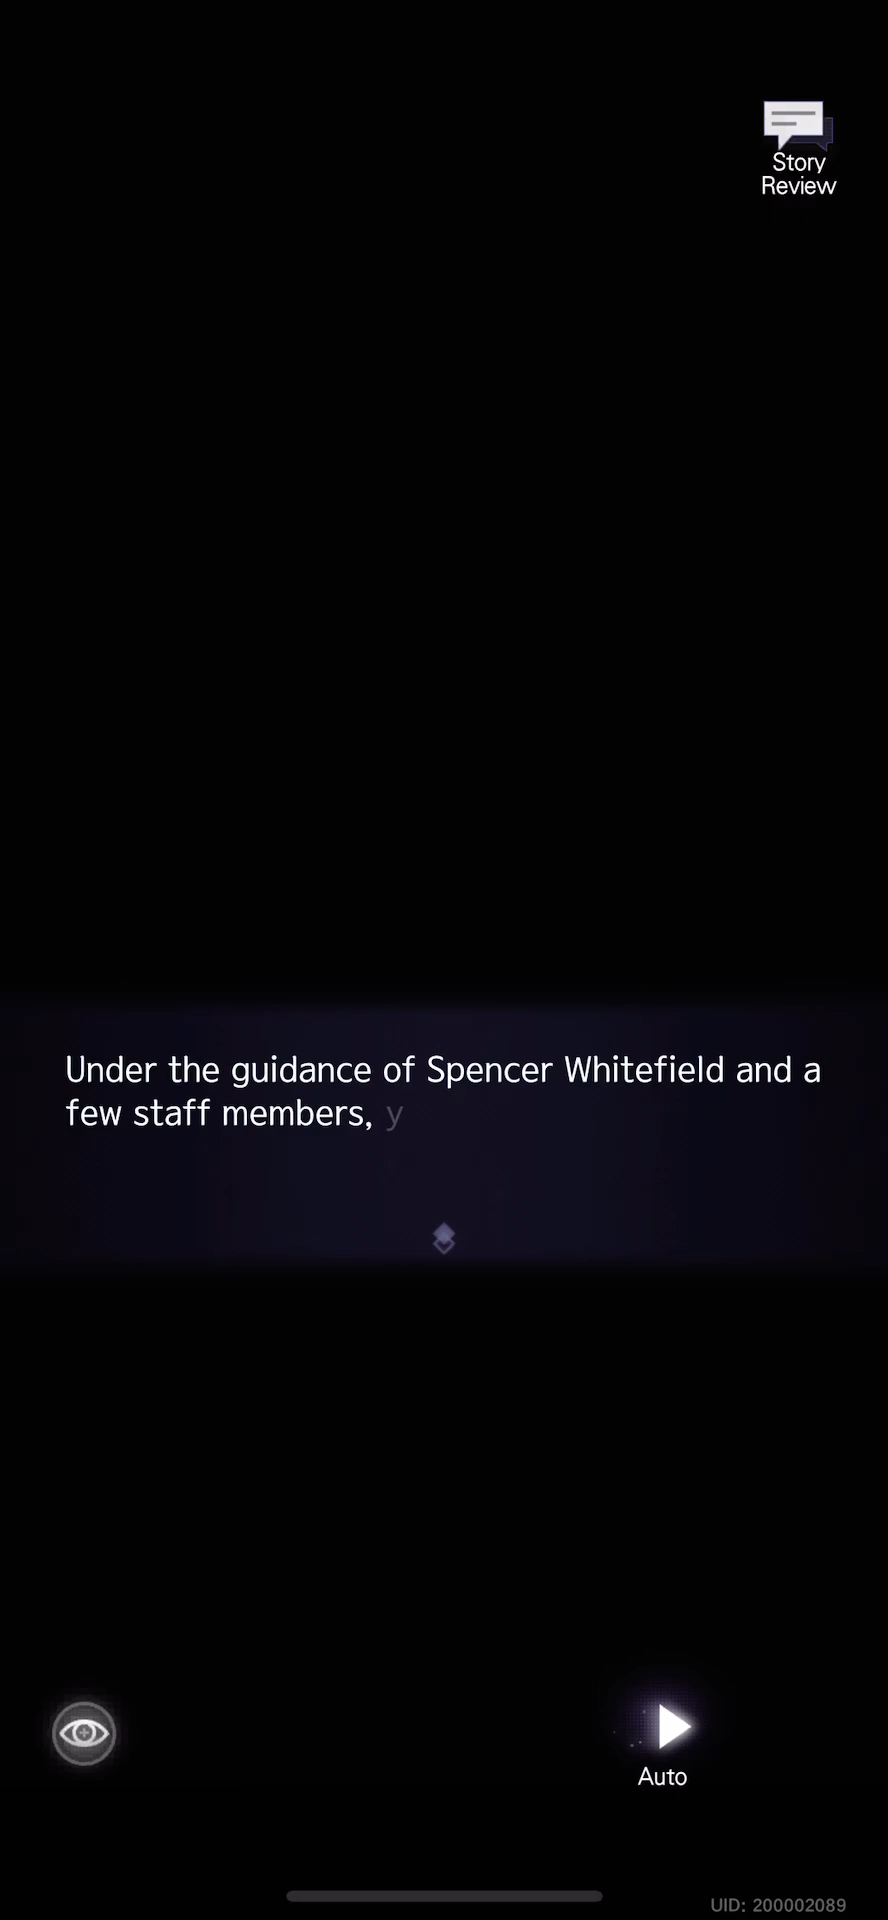 Story
Review
Under the guidance of Spencer Whitefield and a
few staff members, y
Auto
UID: 200002089